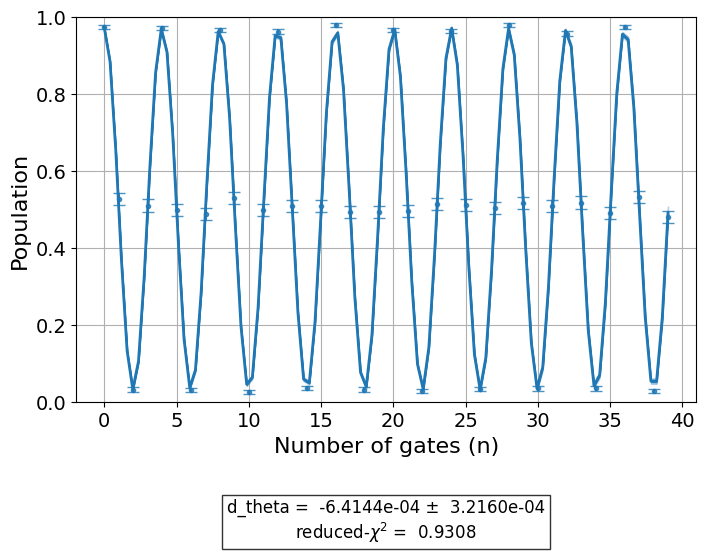 1.0
0.8
0.6
0.4
0.2
0.0
Population
0 5 10 15 20 25 30 35 40
Number of gates (n)
d_theta = -6.4144e-04 ± 3.2160e-04
reduced-χ² = 0.9308